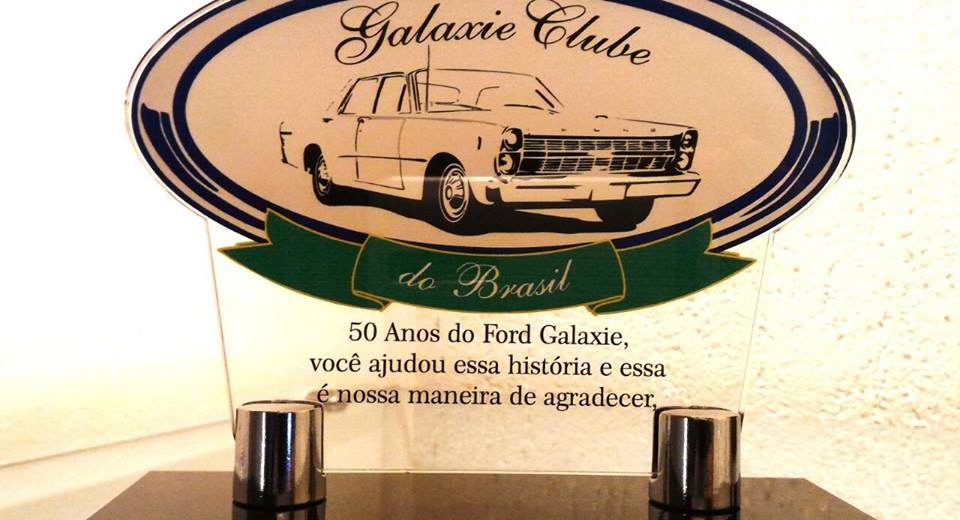 Galaxie Clube
do Brasil
50 Anos do Ford Galaxie,
você ajudou essa história e essa
é nossa maneira de agradecer,